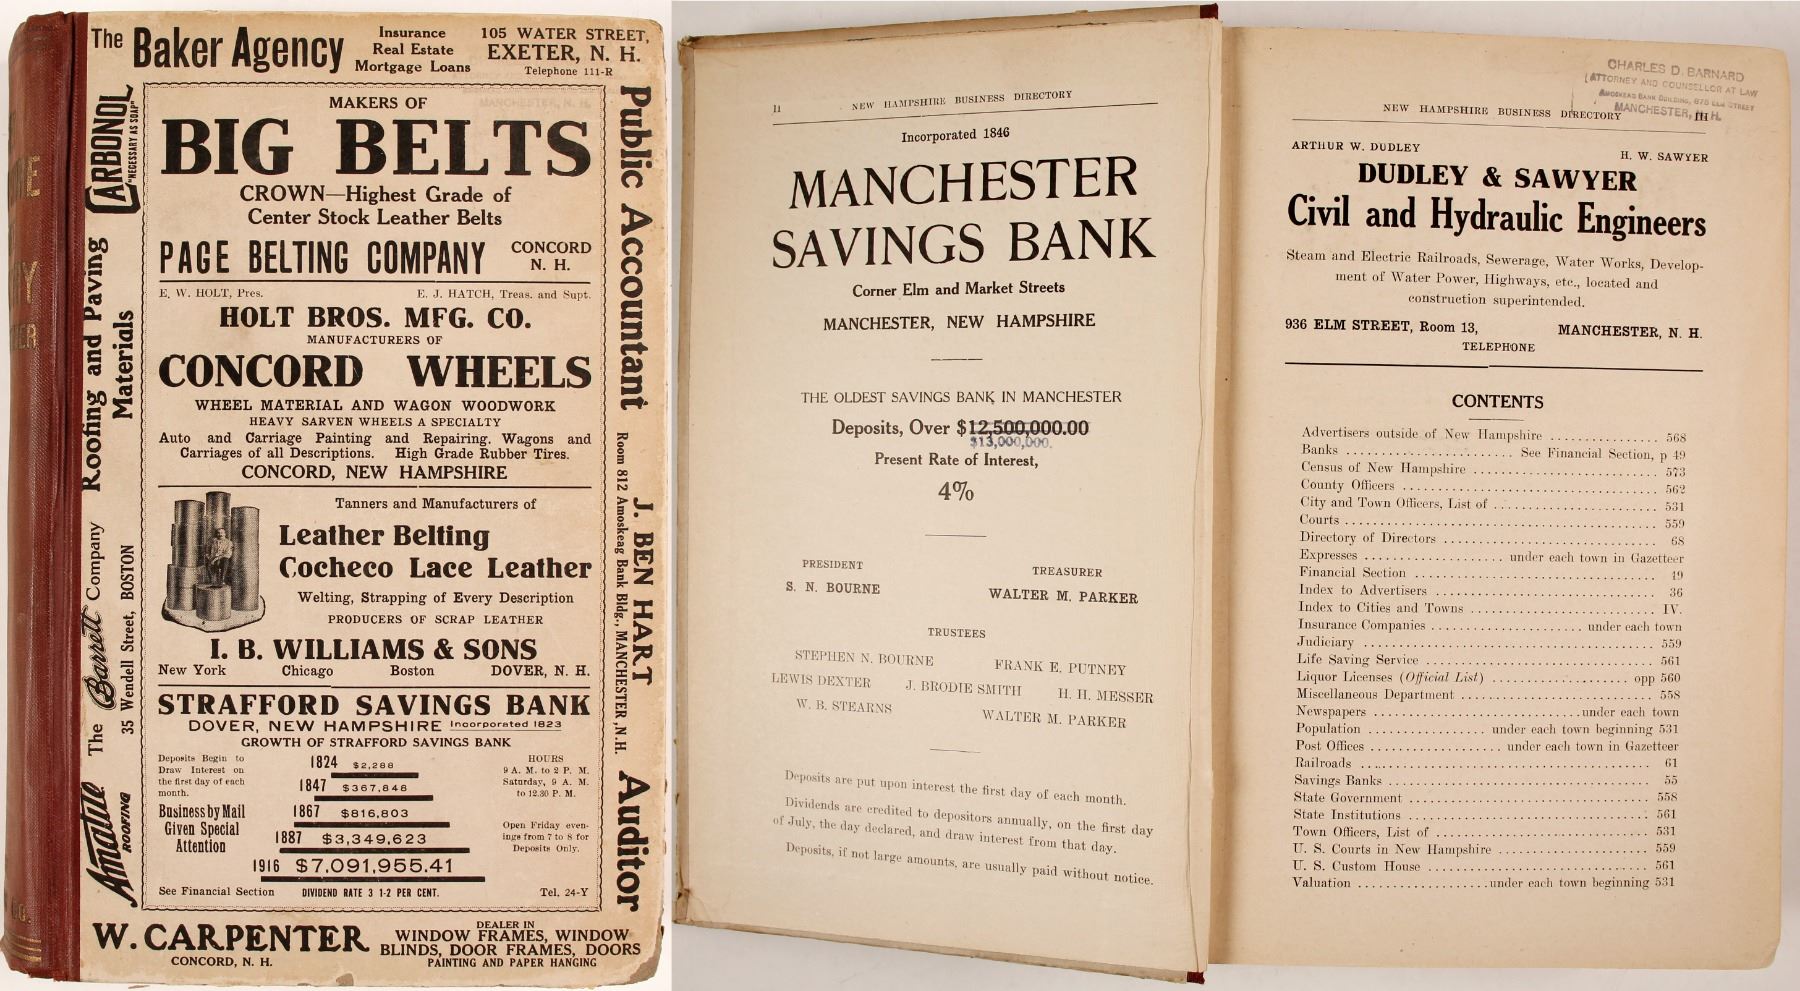 The Baker Agency
Insurance
Real Estate
Mortgage Loans
105 WATER STREET,
EXETER, N. H.
Telephone 111-R
CARBONOL
"NECESSARY AS SOAP"
Roofing and Paving
Materials
The Barrett Company
35 Wendell Street, BOSTON
Amatite
ROOFING
MAKERS OF
BIG BELTS
CROWN—Highest Grade of
Center Stock Leather Belts
PAGE BELTING COMPANY
CONCORD
N. H.
E. W. HOLT, Pres. E. J. HATCH, Treas. and Supt.
HOLT BROS. MFG. CO.
MANUFACTURERS OF
CONCORD WHEELS
WHEEL MATERIAL AND WAGON WOODWORK
HEAVY SARVEN WHEELS A SPECIALTY
Auto and Carriage Painting and Repairing. Wagons and
Carriages of all Descriptions. High Grade Rubber Tires.
CONCORD, NEW HAMPSHIRE
Tanners and Manufacturers of
Leather Belting
Cocheco Lace Leather
Welting, Strapping of Every Description
PRODUCERS OF SCRAP LEATHER
I. B. WILLIAMS & SONS
New York Chicago Boston DOVER, N. H.
STRAFFORD SAVINGS BANK
DOVER, NEW HAMPSHIRE Incorporated 1823
GROWTH OF STRAFFORD SAVINGS BANK
Deposits Begin to
Draw Interest on
the first day of each
month.
Business by Mail
Given Special
Attention
1824 $2,288
1847 $367,848
1867 $816,803
1887 $3,349,623
1916 $7,091,955.41
HOURS
9 A. M. to 2 P. M.
Saturday, 9 A. M.
to 12.30 P. M.
Open Friday even-
ings from 7 to 8 for
Deposits Only.
See Financial Section DIVIDEND RATE 3 1-2 PER CENT. Tel. 24-Y
Public Accountant
J. BEN HART
Room 812 Amoskeag Bank Bldg., MANCHESTER, N.H.
Auditor
W. CARPENTER
CONCORD, N. H.
DEALER IN
WINDOW FRAMES, WINDOW
BLINDS, DOOR FRAMES, DOORS
PAINTING AND PAPER HANGING
ii NEW HAMPSHIRE BUSINESS DIRECTORY
Incorporated 1846
MANCHESTER
SAVINGS BANK
Corner Elm and Market Streets
MANCHESTER, NEW HAMPSHIRE
THE OLDEST SAVINGS BANK IN MANCHESTER
Deposits, Over $12,500,000.00
$13,000,000.
Present Rate of Interest,
4%
PRESIDENT
S. N. BOURNE
TREASURER
WALTER M. PARKER
TRUSTEES
STEPHEN N. BOURNE FRANK E. PUTNEY
LEWIS DEXTER J. BRODIE SMITH H. H. MESSER
W. B. STEARNS WALTER M. PARKER
Deposits are put upon interest the first day of each month.
Dividends are credited to depositors annually, on the first day
of July, the day declared, and draw interest from that day.
Deposits, if not large amounts, are usually paid without notice.
CHARLES D. BARNARD
ATTORNEY AND COUNSELLOR AT LAW
AMOSKEAG BANK BUILDING, 875 ELM STREET
MANCHESTER, N. H.
NEW HAMPSHIRE BUSINESS DIRECTORY iii
ARTHUR W. DUDLEY H. W. SAWYER
DUDLEY & SAWYER
Civil and Hydraulic Engineers
Steam and Electric Railroads, Sewerage, Water Works, Develop-
ment of Water Power, Highways, etc., located and
construction superintended.
936 ELM STREET, Room 13, MANCHESTER, N. H.
TELEPHONE
CONTENTS
Advertisers outside of New Hampshire 568
Banks See Financial Section, p 49
Census of New Hampshire 573
County Officers 562
City and Town Officers, List of 531
Courts 559
Directory of Directors 68
Expresses under each town in Gazetteer
Financial Section 49
Index to Advertisers 36
Index to Cities and Towns IV.
Insurance Companies under each town
Judiciary 559
Life Saving Service 561
Liquor Licenses (Official List) opp 560
Miscellaneous Department 558
Newspapers under each town
Population under each town beginning 531
Post Offices under each town in Gazetteer
Railroads 61
Savings Banks 55
State Government 558
State Institutions 561
Town Officers, List of 531
U. S. Courts in New Hampshire 559
U. S. Custom House 561
Valuation under each town beginning 531